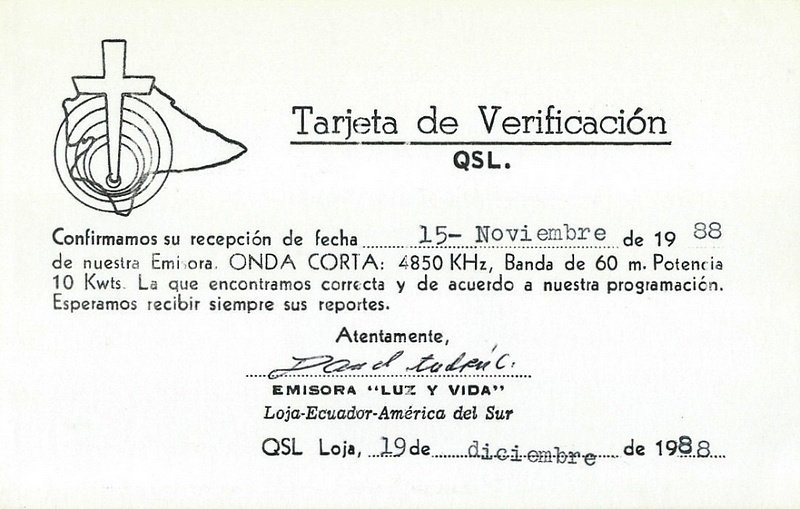 Tarjeta de Verificación
QSL.
Confirmamos su recepción de fecha 15- Noviembre de 19 88
de nuestra Emisora. ONDA CORTA: 4850 KHz, Banda de 60 m. Potencia
10 Kwts. La que encontramos correcta y de acuerdo a nuestra programación.
Esperamos recibir siempre sus reportes.
Atentamente,
EMISORA "LUZ Y VIDA"
Loja-Ecuador-América del Sur
QSL Loja, 19 de diciembre de 1988